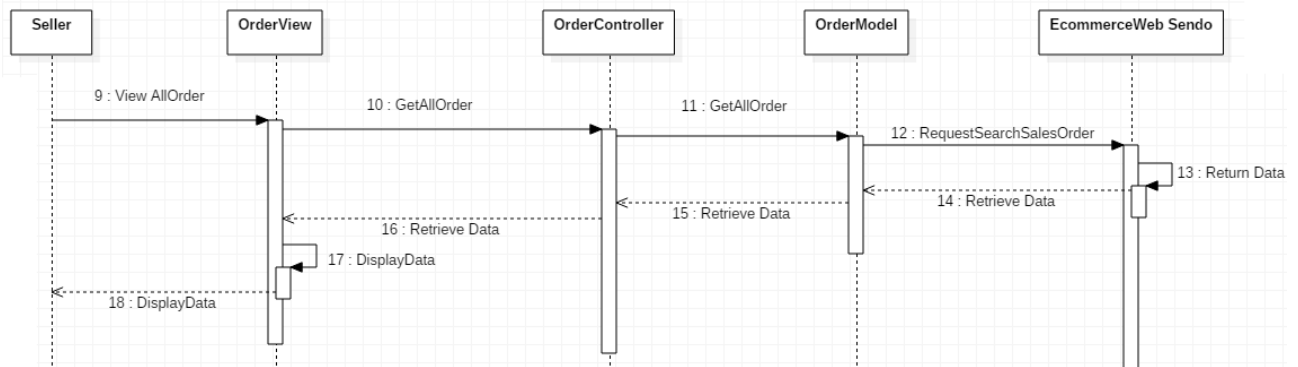 Seller
OrderView
OrderController
OrderModel
EcommerceWeb Sendo
9 : View AllOrder
10 : GetAllOrder
11 : GetAllOrder
12 : RequestSearchSalesOrder
13 : Return Data
14 : Retrieve Data
15 : Retrieve Data
16 : Retrieve Data
17 : DisplayData
18 : DisplayData